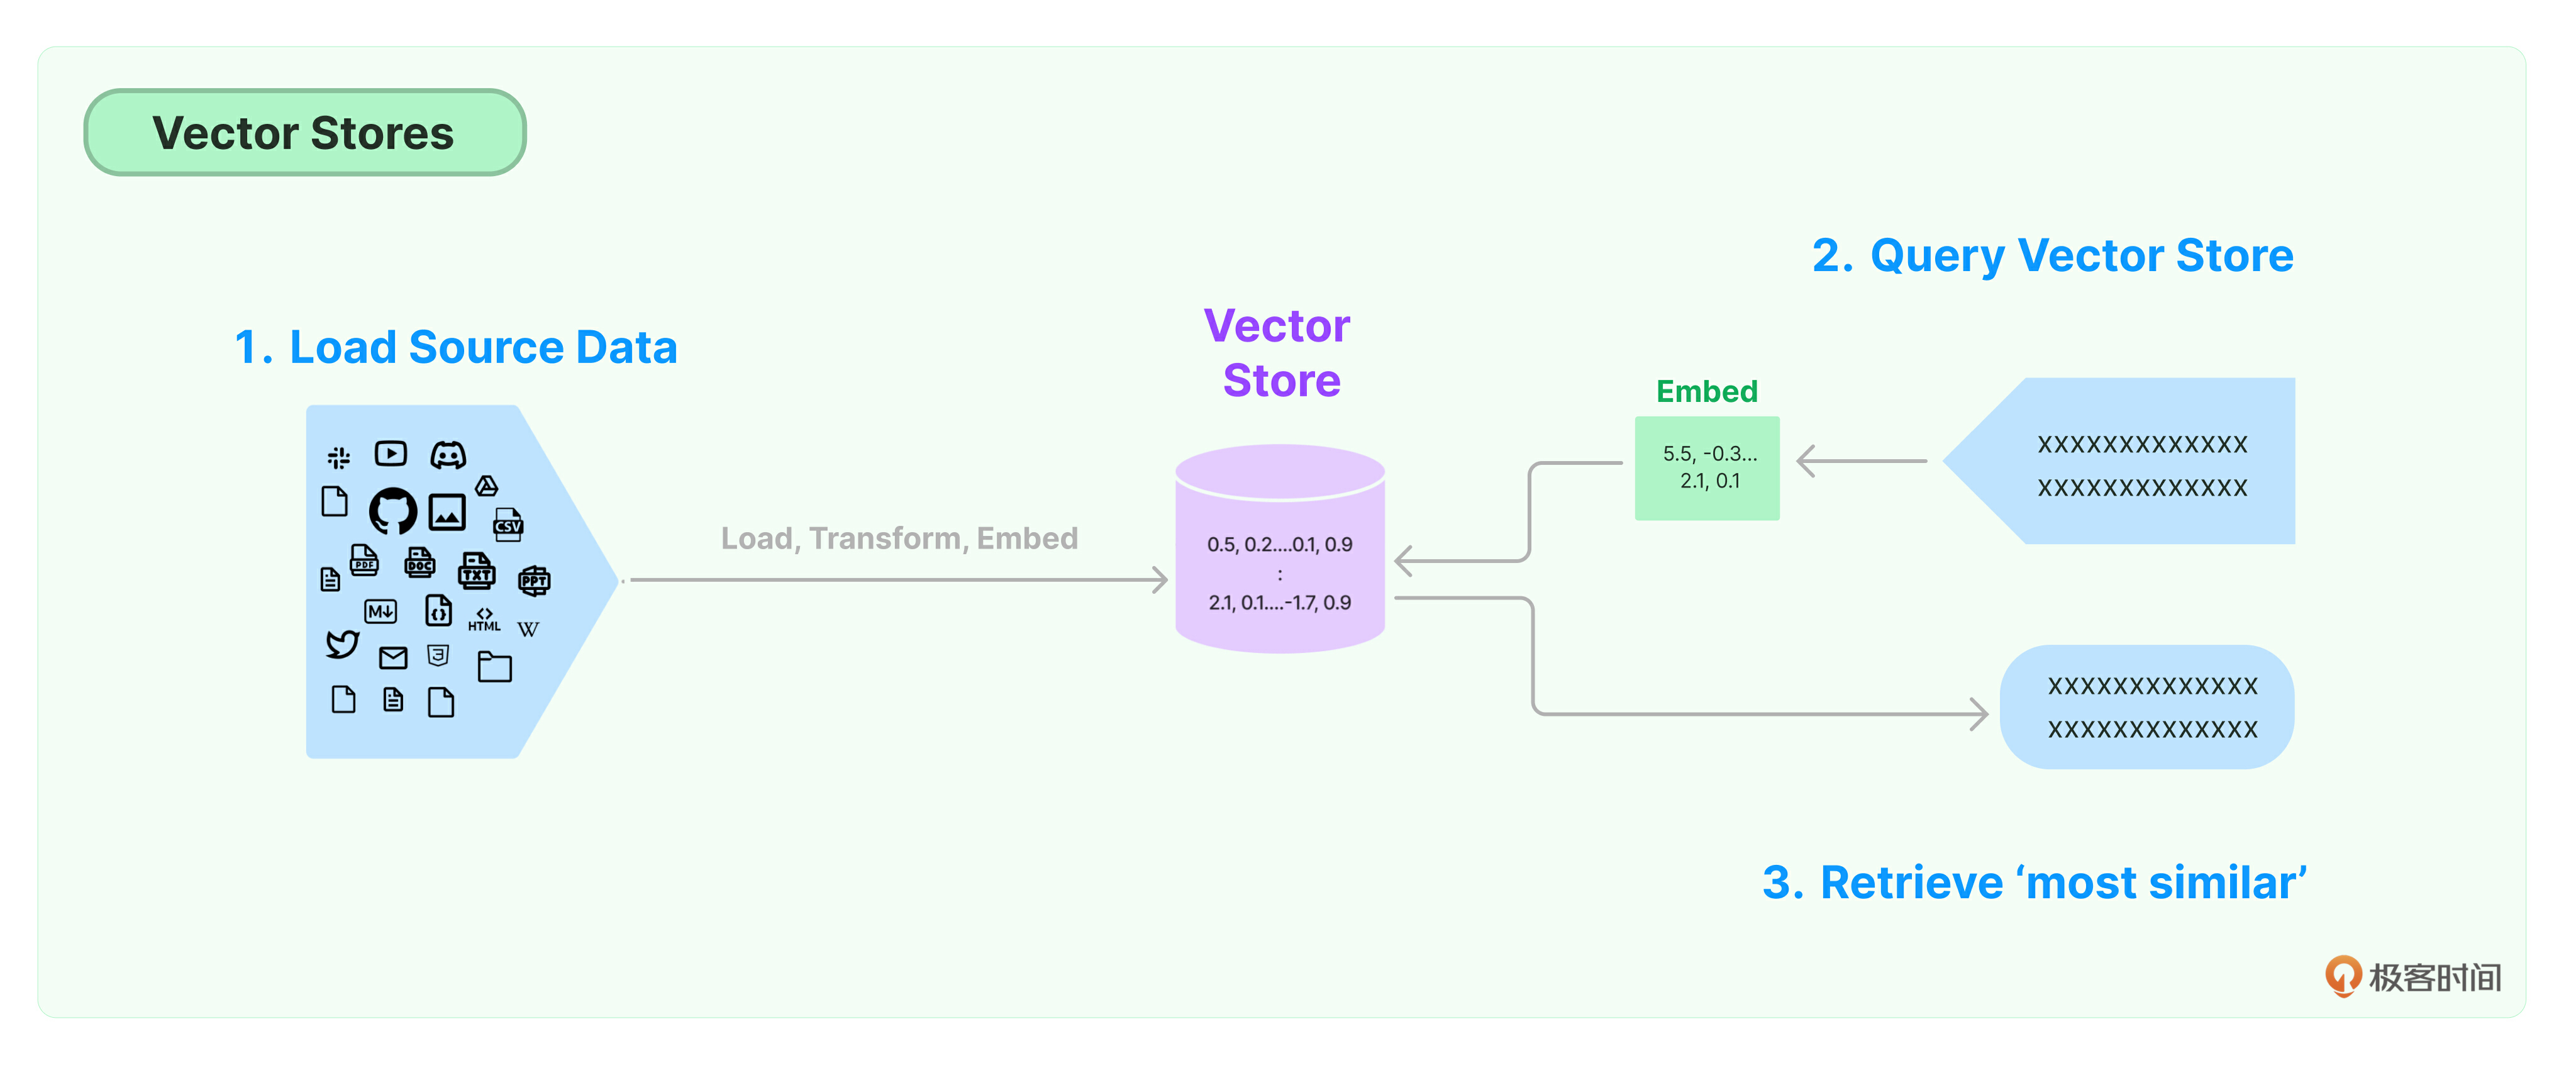 Vector Stores
1. Load Source Data
CSV
PDF
DOC
TXT
PPT
M
HTML
W
3
Load, Transform, Embed
Vector
Store
0.5, 0.2....0.1, 0.9
:
2.1, 0.1....-1.7, 0.9
2. Query Vector Store
Embed
5.5, -0.3...
2.1, 0.1
xxxxxxxxxxxxx
xxxxxxxxxxxxx
xxxxxxxxxxxxx
xxxxxxxxxxxxx
3. Retrieve ‘most similar’
极客时间